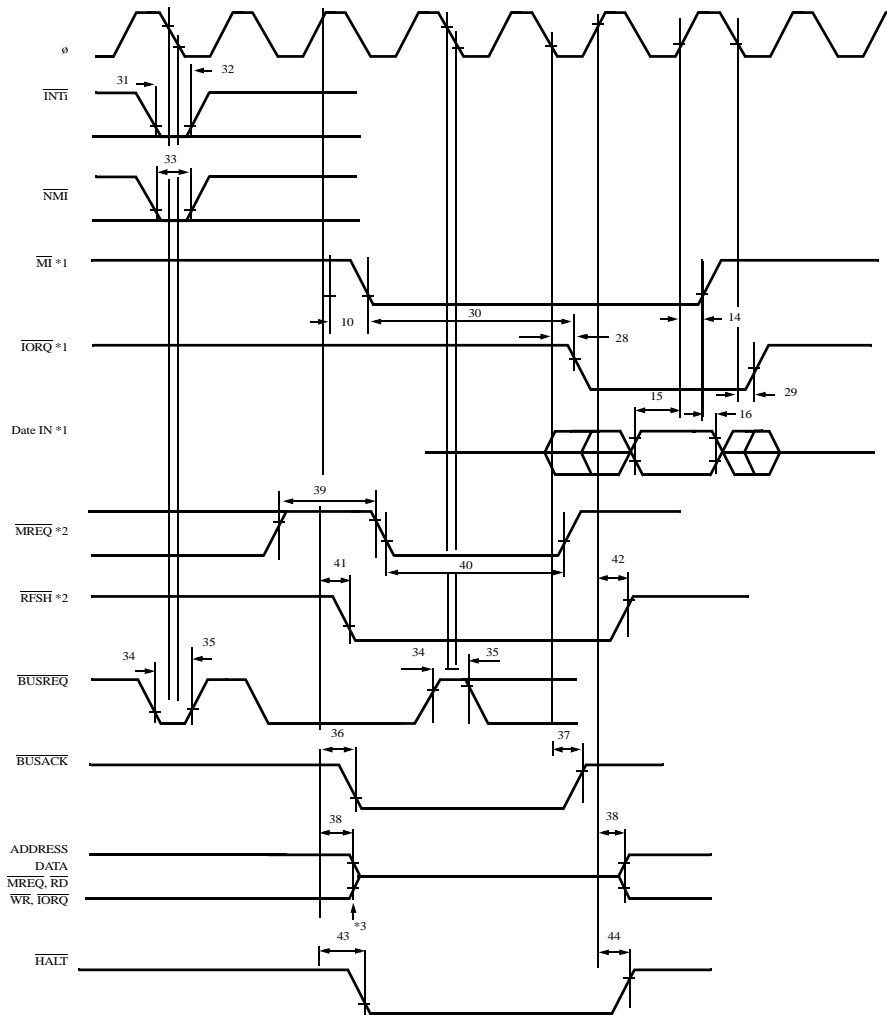 ø
31
32
INTi
33
NMI
MI *1
10
30
14
IORQ *1
28
29
15
16
Date IN *1
39
MREQ *2
40
41
42
RFSH *2
34
35
34
35
BUSREQ
36
37
BUSACK
38
38
ADDRESS
DATA
MREQ, RD
WR, IORQ
*3
43
44
HALT